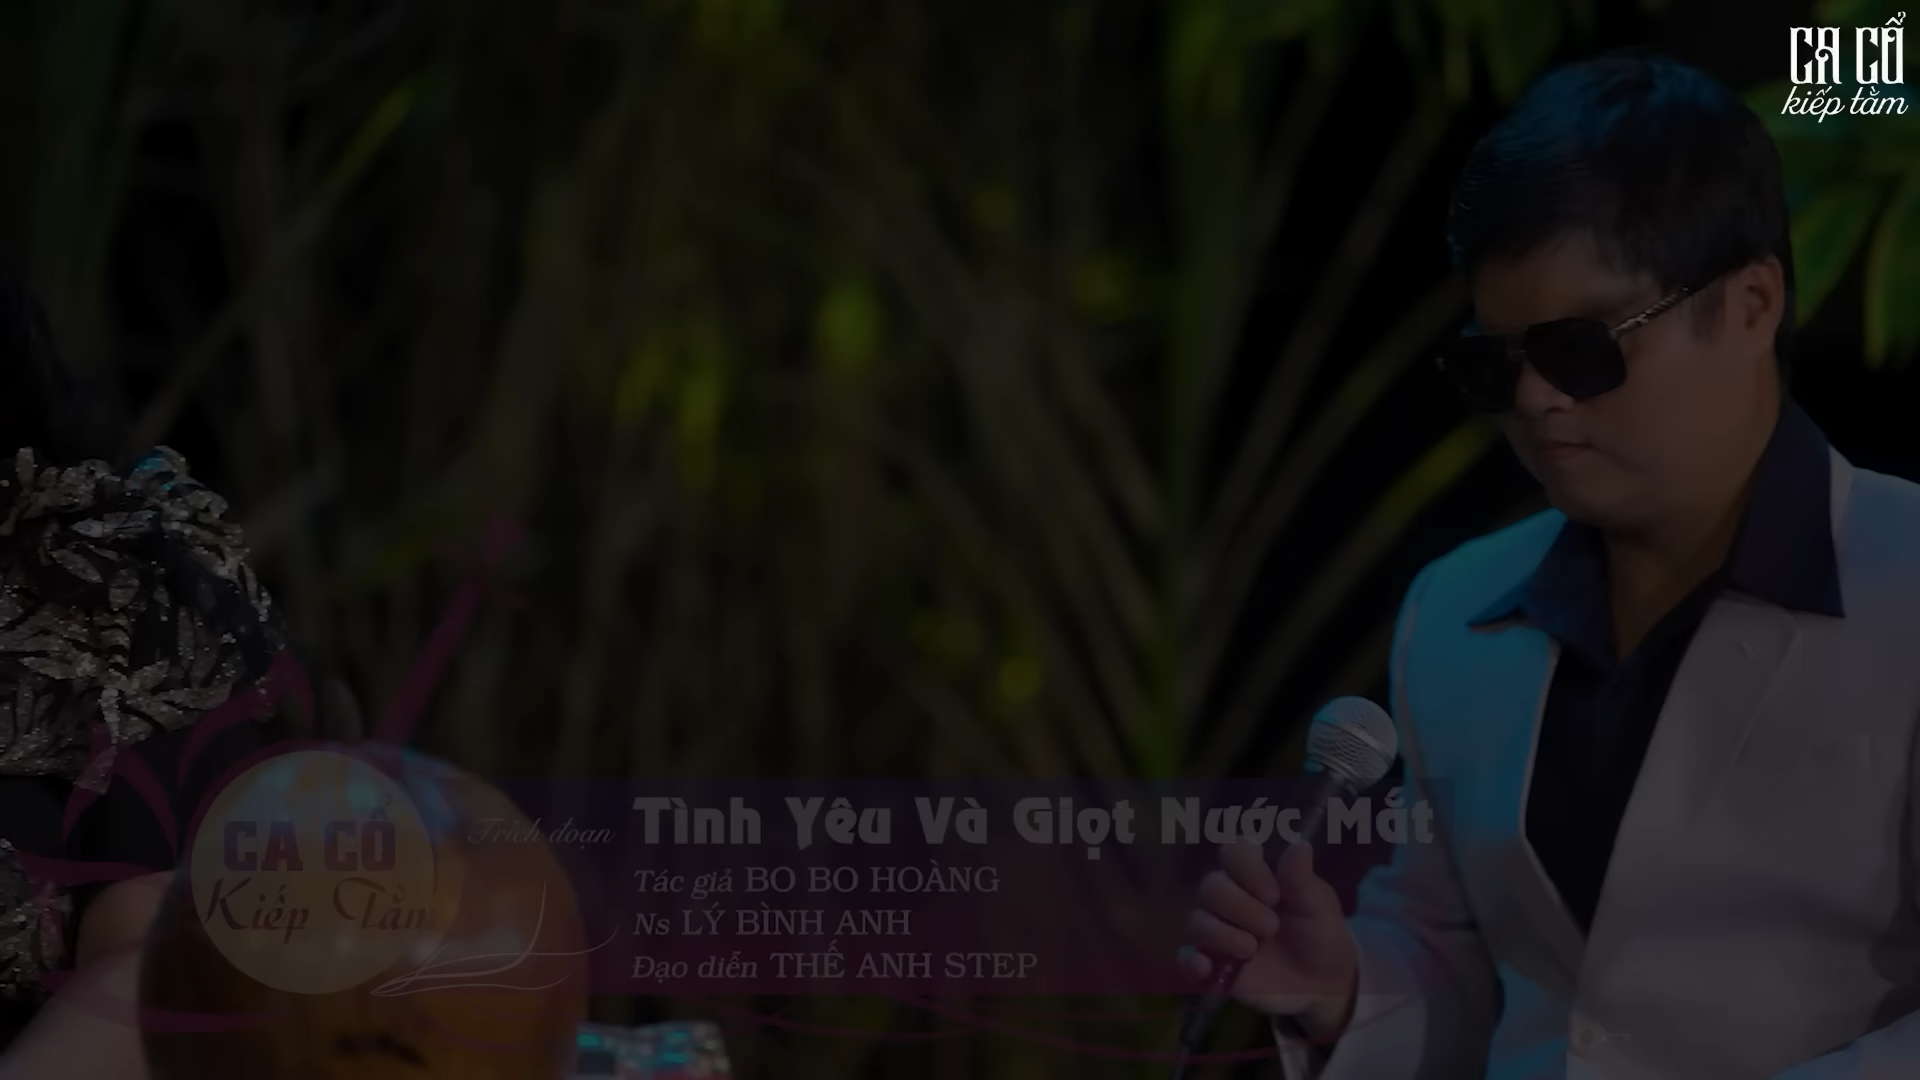 CA CỔ
kiếp tằm
Trích đoạn Tình Yêu Và Giọt Nước Mắt
Tác giả BO BO HOÀNG
Ns LÝ BÌNH ANH
Đạo diễn THẾ ANH STEP
CA CỔ
Kiếp Tằm